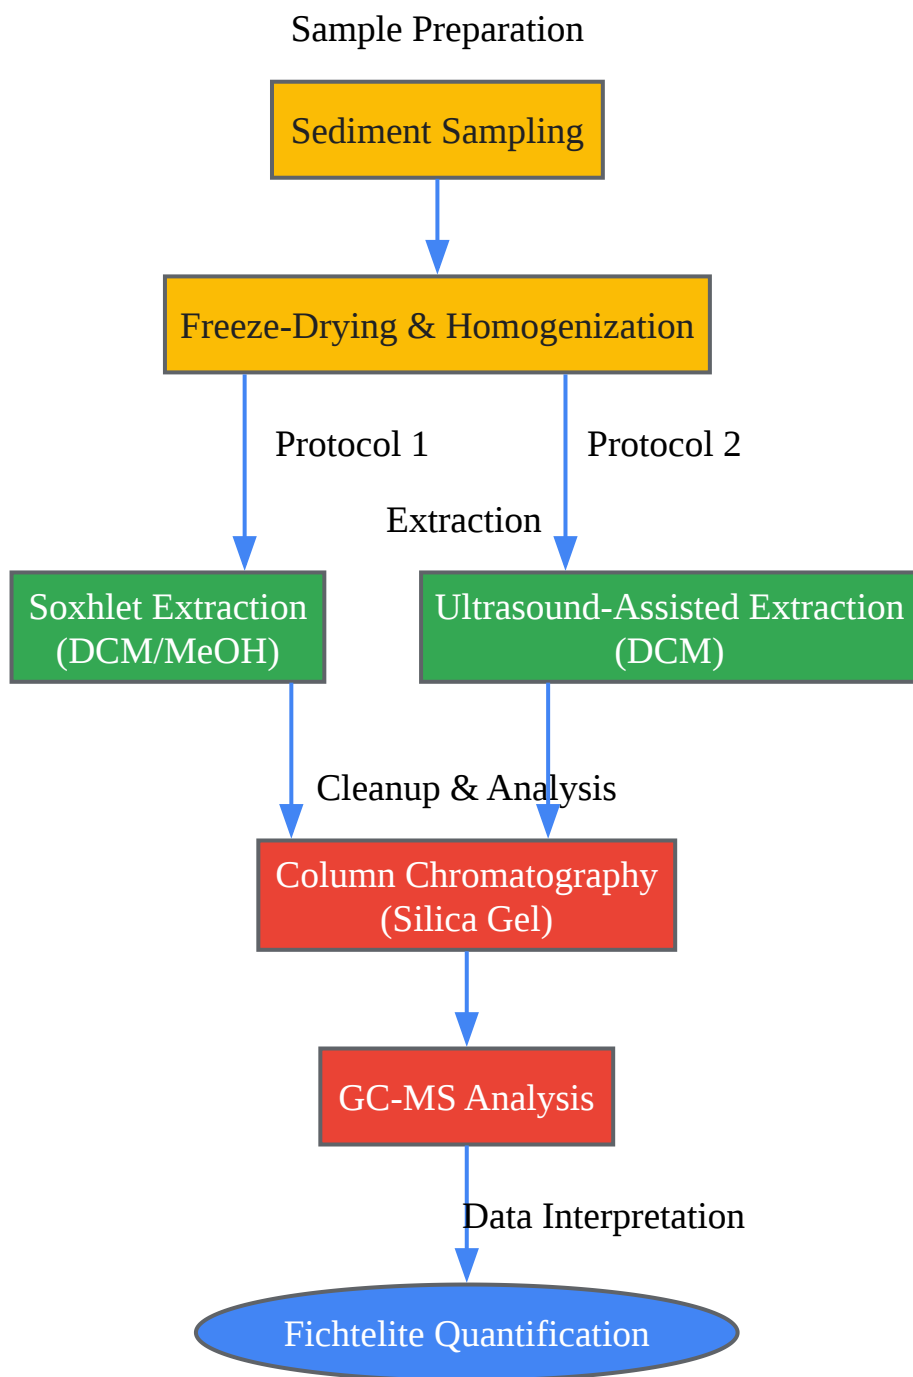 Sample Preparation
Sediment Sampling
Freeze-Drying & Homogenization
Protocol 1
Protocol 2
Extraction
Soxhlet Extraction
(DCM/MeOH)
Ultrasound-Assisted Extraction
(DCM)
Cleanup & Analysis
Column Chromatography
(Silica Gel)
GC-MS Analysis
Data Interpretation
Fichtelite Quantification